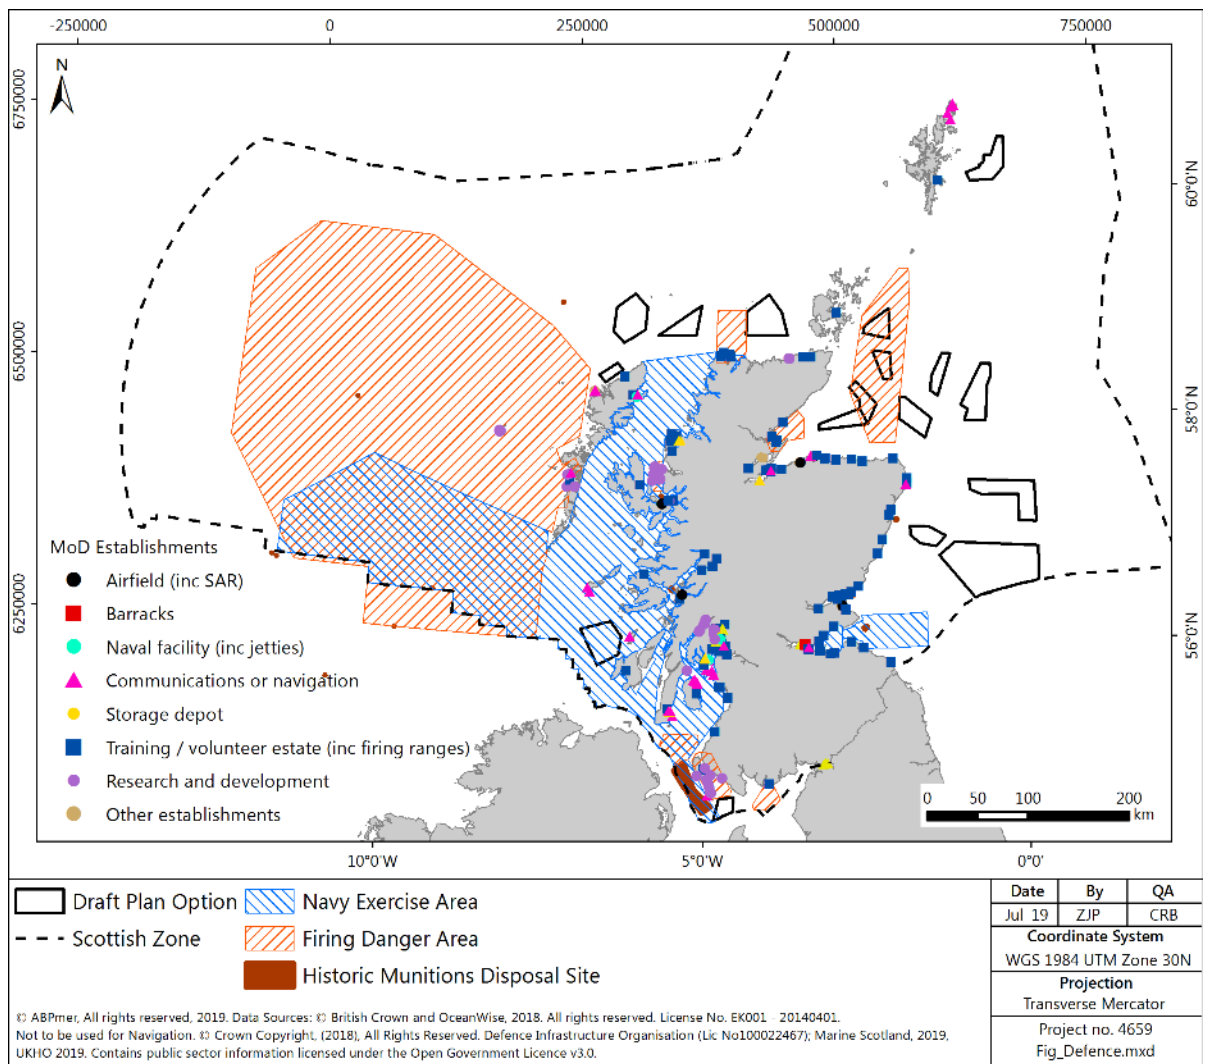 -250000 0 250000 500000 750000
N
6750000
6500000
6250000
60°0'N
58°0'N
56°0'N
MoD Establishments
Airfield (inc SAR)
Barracks
Naval facility (inc jetties)
Communications or navigation
Storage depot
Training / volunteer estate (inc firing ranges)
Research and development
Other establishments
0 50 100 200
km
10°0'W 5°0'W 0°0'
Draft Plan Option
Scottish Zone
Navy Exercise Area
Firing Danger Area
Historic Munitions Disposal Site
Date By QA
Jul 19 ZJP CRB
Coordinate System
WGS 1984 UTM Zone 30N
Projection
Transverse Mercator
Project no. 4659
Fig_Defence.mxd
© ABPmer, All rights reserved, 2019. Data Sources: © British Crown and OceanWise, 2018. All rights reserved. License No. EK001 - 20140401.
Not to be used for Navigation. © Crown Copyright, (2018), All Rights Reserved. Defence Infrastructure Organisation (Lic No100022467); Marine Scotland, 2019,
UKHO 2019. Contains public sector information licensed under the Open Government Licence v3.0.